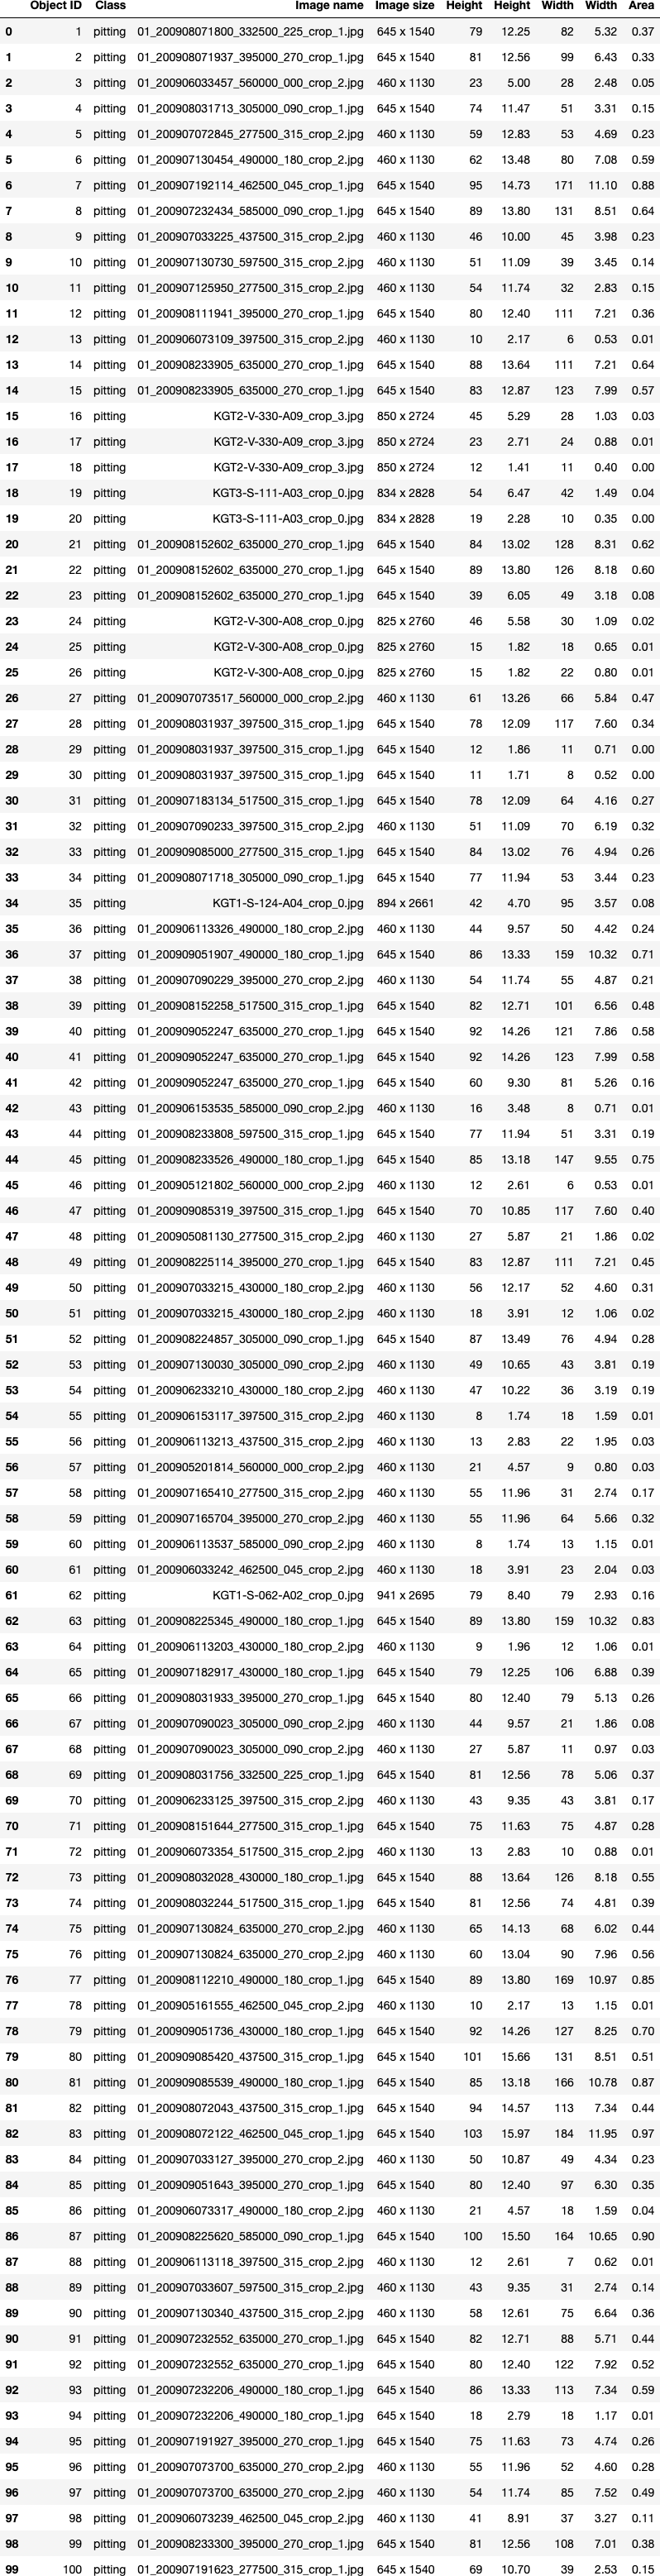 Object ID Class Image name Image size Height Height Width Width Area
0 1 pitting 01_200908071800_332500_225_crop_1.jpg 645 x 1540 79 12.25 82 5.32 0.37
1 2 pitting 01_200908071937_395000_270_crop_1.jpg 645 x 1540 81 12.56 99 6.43 0.33
2 3 pitting 01_200906033457_560000_000_crop_2.jpg 460 x 1130 23 5.00 28 2.48 0.05
3 4 pitting 01_200908031713_305000_090_crop_1.jpg 645 x 1540 74 11.47 51 3.31 0.15
4 5 pitting 01_200907072845_277500_315_crop_2.jpg 460 x 1130 59 12.83 53 4.69 0.23
5 6 pitting 01_200907130454_490000_180_crop_2.jpg 460 x 1130 62 13.48 80 7.08 0.59
6 7 pitting 01_200907192114_462500_045_crop_1.jpg 645 x 1540 95 14.73 171 11.10 0.88
7 8 pitting 01_200907232434_585000_090_crop_1.jpg 645 x 1540 89 13.80 131 8.51 0.64
8 9 pitting 01_200907033225_437500_315_crop_2.jpg 460 x 1130 46 10.00 45 3.98 0.23
9 10 pitting 01_200907130730_597500_315_crop_2.jpg 460 x 1130 51 11.09 39 3.45 0.14
10 11 pitting 01_200907125950_277500_315_crop_2.jpg 460 x 1130 54 11.74 32 2.83 0.15
11 12 pitting 01_200908111941_395000_270_crop_1.jpg 645 x 1540 80 12.40 111 7.21 0.36
12 13 pitting 01_200906073109_397500_315_crop_2.jpg 460 x 1130 10 2.17 6 0.53 0.01
13 14 pitting 01_200908233905_635000_270_crop_1.jpg 645 x 1540 88 13.64 111 7.21 0.64
14 15 pitting 01_200908233905_635000_270_crop_1.jpg 645 x 1540 83 12.87 123 7.99 0.57
15 16 pitting KGT2-V-330-A09_crop_3.jpg 850 x 2724 45 5.29 28 1.03 0.03
16 17 pitting KGT2-V-330-A09_crop_3.jpg 850 x 2724 23 2.71 24 0.88 0.01
17 18 pitting KGT2-V-330-A09_crop_3.jpg 850 x 2724 12 1.41 11 0.40 0.00
18 19 pitting KGT3-S-111-A03_crop_0.jpg 834 x 2828 54 6.47 42 1.49 0.04
19 20 pitting KGT3-S-111-A03_crop_0.jpg 834 x 2828 19 2.28 10 0.35 0.00
20 21 pitting 01_200908152602_635000_270_crop_1.jpg 645 x 1540 84 13.02 128 8.31 0.62
21 22 pitting 01_200908152602_635000_270_crop_1.jpg 645 x 1540 89 13.80 126 8.18 0.60
22 23 pitting 01_200908152602_635000_270_crop_1.jpg 645 x 1540 39 6.05 49 3.18 0.08
23 24 pitting KGT2-V-300-A08_crop_0.jpg 825 x 2760 46 5.58 30 1.09 0.02
24 25 pitting KGT2-V-300-A08_crop_0.jpg 825 x 2760 15 1.82 18 0.65 0.01
25 26 pitting KGT2-V-300-A08_crop_0.jpg 825 x 2760 15 1.82 22 0.80 0.01
26 27 pitting 01_200907073517_560000_000_crop_2.jpg 460 x 1130 61 13.26 66 5.84 0.47
27 28 pitting 01_200908031937_397500_315_crop_1.jpg 645 x 1540 78 12.09 117 7.60 0.34
28 29 pitting 01_200908031937_397500_315_crop_1.jpg 645 x 1540 12 1.86 11 0.71 0.00
29 30 pitting 01_200908031937_397500_315_crop_1.jpg 645 x 1540 11 1.71 8 0.52 0.00
30 31 pitting 01_200907183134_517500_315_crop_1.jpg 645 x 1540 78 12.09 64 4.16 0.27
31 32 pitting 01_200907090233_397500_315_crop_2.jpg 460 x 1130 51 11.09 70 6.19 0.32
32 33 pitting 01_200909085000_277500_315_crop_1.jpg 645 x 1540 84 13.02 76 4.94 0.26
33 34 pitting 01_200908071718_305000_090_crop_1.jpg 645 x 1540 77 11.94 53 3.44 0.23
34 35 pitting KGT1-S-124-A04_crop_0.jpg 894 x 2661 42 4.70 95 3.57 0.08
35 36 pitting 01_200906113326_490000_180_crop_2.jpg 460 x 1130 44 9.57 50 4.42 0.24
36 37 pitting 01_200909051907_490000_180_crop_1.jpg 645 x 1540 86 13.33 159 10.32 0.71
37 38 pitting 01_200907090229_395000_270_crop_2.jpg 460 x 1130 54 11.74 55 4.87 0.21
38 39 pitting 01_200908152258_517500_315_crop_1.jpg 645 x 1540 82 12.71 101 6.56 0.48
39 40 pitting 01_200909052247_635000_270_crop_1.jpg 645 x 1540 92 14.26 121 7.86 0.58
40 41 pitting 01_200909052247_635000_270_crop_1.jpg 645 x 1540 92 14.26 123 7.99 0.58
41 42 pitting 01_200909052247_635000_270_crop_1.jpg 645 x 1540 60 9.30 81 5.26 0.16
42 43 pitting 01_200906153535_585000_090_crop_2.jpg 460 x 1130 16 3.48 8 0.71 0.01
43 44 pitting 01_200908233808_597500_315_crop_1.jpg 645 x 1540 77 11.94 51 3.31 0.19
44 45 pitting 01_200908233526_490000_180_crop_1.jpg 645 x 1540 85 13.18 147 9.55 0.75
45 46 pitting 01_200905121802_560000_000_crop_2.jpg 460 x 1130 12 2.61 6 0.53 0.01
46 47 pitting 01_200909085319_397500_315_crop_1.jpg 645 x 1540 70 10.85 117 7.60 0.40
47 48 pitting 01_200905081130_277500_315_crop_2.jpg 460 x 1130 27 5.87 21 1.86 0.02
48 49 pitting 01_200908225114_395000_270_crop_1.jpg 645 x 1540 83 12.87 111 7.21 0.45
49 50 pitting 01_200907033215_430000_180_crop_2.jpg 460 x 1130 56 12.17 52 4.60 0.31
50 51 pitting 01_200907033215_430000_180_crop_2.jpg 460 x 1130 18 3.91 12 1.06 0.02
51 52 pitting 01_200908224857_305000_090_crop_1.jpg 645 x 1540 87 13.49 76 4.94 0.28
52 53 pitting 01_200907130030_305000_090_crop_2.jpg 460 x 1130 49 10.65 43 3.81 0.19
53 54 pitting 01_200906233210_430000_180_crop_2.jpg 460 x 1130 47 10.22 36 3.19 0.19
54 55 pitting 01_200906153117_397500_315_crop_2.jpg 460 x 1130 8 1.74 18 1.59 0.01
55 56 pitting 01_200906113213_437500_315_crop_2.jpg 460 x 1130 13 2.83 22 1.95 0.03
56 57 pitting 01_200905201814_560000_000_crop_2.jpg 460 x 1130 21 4.57 9 0.80 0.03
57 58 pitting 01_200907165410_277500_315_crop_2.jpg 460 x 1130 55 11.96 31 2.74 0.17
58 59 pitting 01_200907165704_395000_270_crop_2.jpg 460 x 1130 55 11.96 64 5.66 0.32
59 60 pitting 01_200906113537_585000_090_crop_2.jpg 460 x 1130 8 1.74 13 1.15 0.01
60 61 pitting 01_200906033242_462500_045_crop_2.jpg 460 x 1130 18 3.91 23 2.04 0.03
61 62 pitting KGT1-S-062-A02_crop_0.jpg 941 x 2695 79 8.40 79 2.93 0.16
62 63 pitting 01_200908225345_490000_180_crop_1.jpg 645 x 1540 89 13.80 159 10.32 0.83
63 64 pitting 01_200906113203_430000_180_crop_2.jpg 460 x 1130 9 1.96 12 1.06 0.01
64 65 pitting 01_200907182917_430000_180_crop_1.jpg 645 x 1540 79 12.25 106 6.88 0.39
65 66 pitting 01_200908031933_395000_270_crop_1.jpg 645 x 1540 80 12.40 79 5.13 0.26
66 67 pitting 01_200907090023_305000_090_crop_2.jpg 460 x 1130 44 9.57 21 1.86 0.08
67 68 pitting 01_200907090023_305000_090_crop_2.jpg 460 x 1130 27 5.87 11 0.97 0.03
68 69 pitting 01_200908031756_332500_225_crop_1.jpg 645 x 1540 81 12.56 78 5.06 0.37
69 70 pitting 01_200906233125_397500_315_crop_2.jpg 460 x 1130 43 9.35 43 3.81 0.17
70 71 pitting 01_200908151644_277500_315_crop_1.jpg 645 x 1540 75 11.63 75 4.87 0.28
71 72 pitting 01_200906073354_517500_315_crop_2.jpg 460 x 1130 13 2.83 10 0.88 0.01
72 73 pitting 01_200908032028_430000_180_crop_1.jpg 645 x 1540 88 13.64 126 8.18 0.55
73 74 pitting 01_200908032244_517500_315_crop_1.jpg 645 x 1540 81 12.56 74 4.81 0.39
74 75 pitting 01_200907130824_635000_270_crop_2.jpg 460 x 1130 65 14.13 68 6.02 0.44
75 76 pitting 01_200907130824_635000_270_crop_2.jpg 460 x 1130 60 13.04 90 7.96 0.56
76 77 pitting 01_200908112210_490000_180_crop_1.jpg 645 x 1540 89 13.80 169 10.97 0.85
77 78 pitting 01_200905161555_462500_045_crop_2.jpg 460 x 1130 10 2.17 13 1.15 0.01
78 79 pitting 01_200909051736_430000_180_crop_1.jpg 645 x 1540 92 14.26 127 8.25 0.70
79 80 pitting 01_200909085420_437500_315_crop_1.jpg 645 x 1540 101 15.66 131 8.51 0.51
80 81 pitting 01_200909085539_490000_180_crop_1.jpg 645 x 1540 85 13.18 166 10.78 0.87
81 82 pitting 01_200908072043_437500_315_crop_1.jpg 645 x 1540 94 14.57 113 7.34 0.44
82 83 pitting 01_200908072122_462500_045_crop_1.jpg 645 x 1540 103 15.97 184 11.95 0.97
83 84 pitting 01_200907033127_395000_270_crop_2.jpg 460 x 1130 50 10.87 49 4.34 0.23
84 85 pitting 01_200909051643_395000_270_crop_1.jpg 645 x 1540 80 12.40 97 6.30 0.35
85 86 pitting 01_200906073317_490000_180_crop_2.jpg 460 x 1130 21 4.57 18 1.59 0.04
86 87 pitting 01_200908225620_585000_090_crop_1.jpg 645 x 1540 100 15.50 164 10.65 0.90
87 88 pitting 01_200906113118_397500_315_crop_2.jpg 460 x 1130 12 2.61 7 0.62 0.01
88 89 pitting 01_200907033607_597500_315_crop_2.jpg 460 x 1130 43 9.35 31 2.74 0.14
89 90 pitting 01_200907130340_437500_315_crop_2.jpg 460 x 1130 58 12.61 75 6.64 0.36
90 91 pitting 01_200907232552_635000_270_crop_1.jpg 645 x 1540 82 12.71 88 5.71 0.44
91 92 pitting 01_200907232552_635000_270_crop_1.jpg 645 x 1540 80 12.40 122 7.92 0.52
92 93 pitting 01_200907232206_490000_180_crop_1.jpg 645 x 1540 86 13.33 113 7.34 0.59
93 94 pitting 01_200907232206_490000_180_crop_1.jpg 645 x 1540 18 2.79 18 1.17 0.01
94 95 pitting 01_200907191927_395000_270_crop_1.jpg 645 x 1540 75 11.63 73 4.74 0.26
95 96 pitting 01_200907073700_635000_270_crop_2.jpg 460 x 1130 55 11.96 52 4.60 0.28
96 97 pitting 01_200907073700_635000_270_crop_2.jpg 460 x 1130 54 11.74 85 7.52 0.49
97 98 pitting 01_200906073239_462500_045_crop_2.jpg 460 x 1130 41 8.91 37 3.27 0.11
98 99 pitting 01_200908233300_395000_270_crop_1.jpg 645 x 1540 81 12.56 108 7.01 0.38
99 100 pitting 01_200907191623_277500_315_crop_1.jpg 645 x 1540 69 10.70 39 2.53 0.15